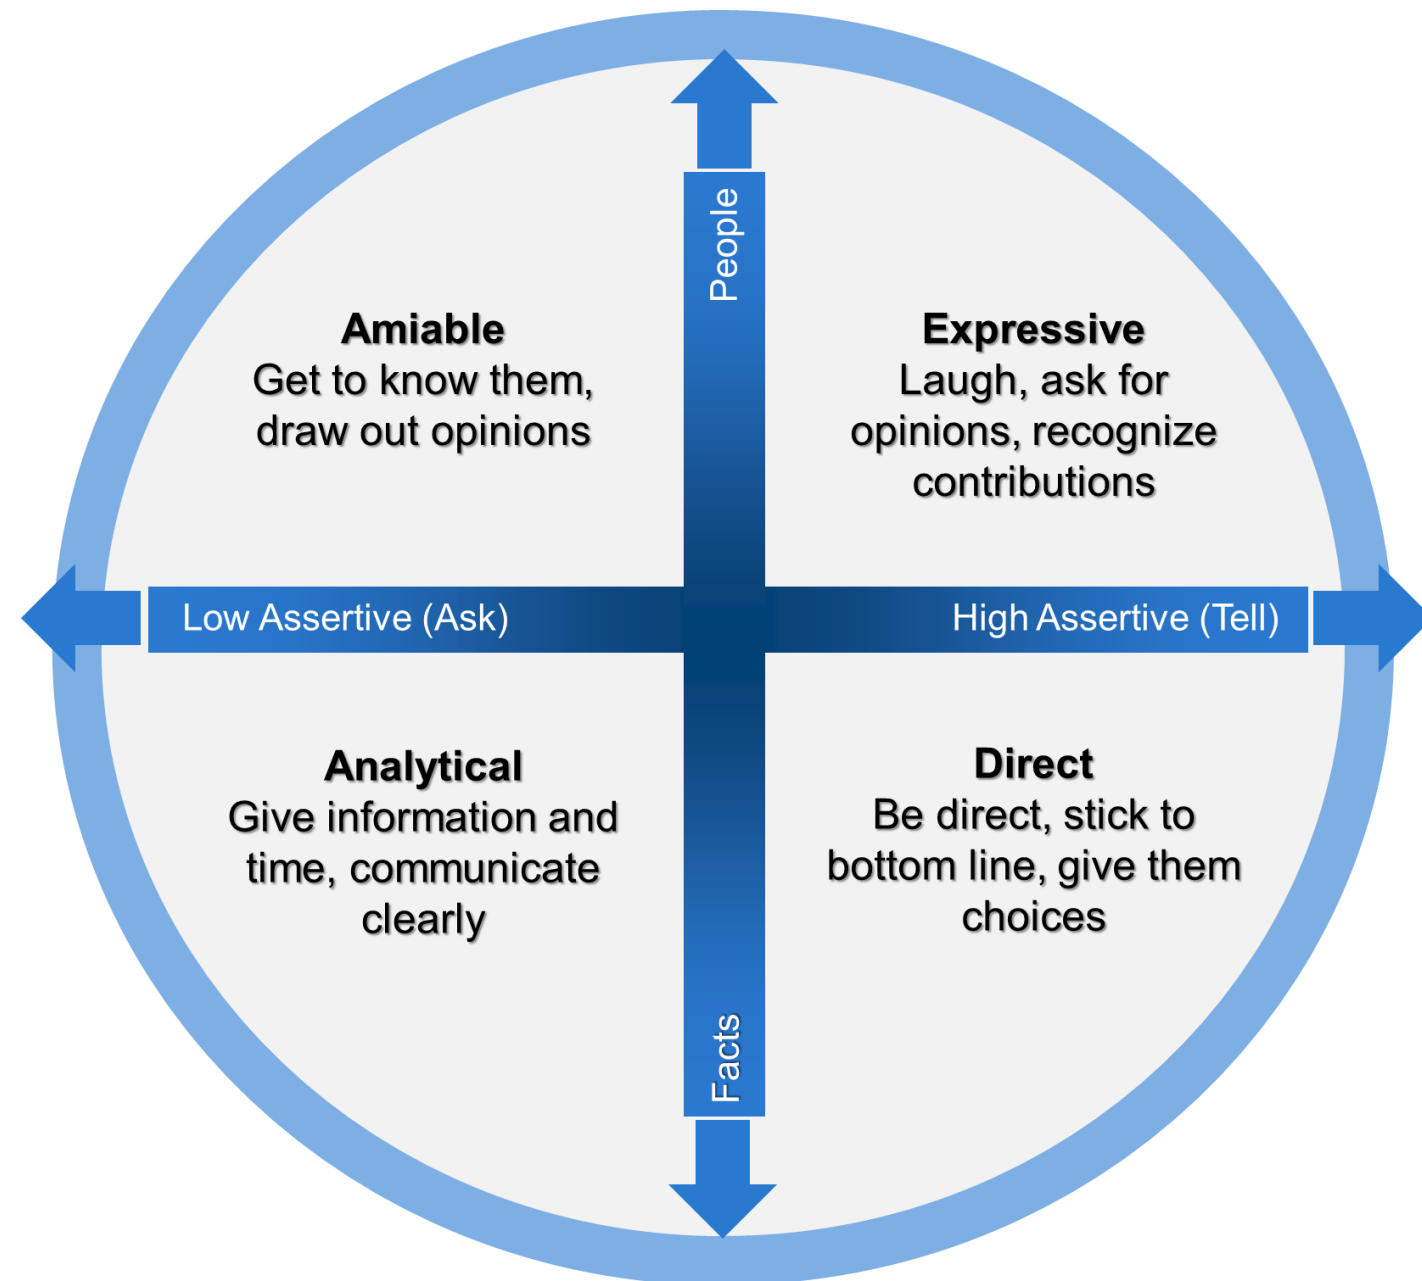 People
Amiable
Get to know them,
draw out opinions
Expressive
Laugh, ask for
opinions, recognize
contributions
Low Assertive (Ask)
High Assertive (Tell)
Analytical
Give information and
time, communicate
clearly
Direct
Be direct, stick to
bottom line, give them
choices
Facts